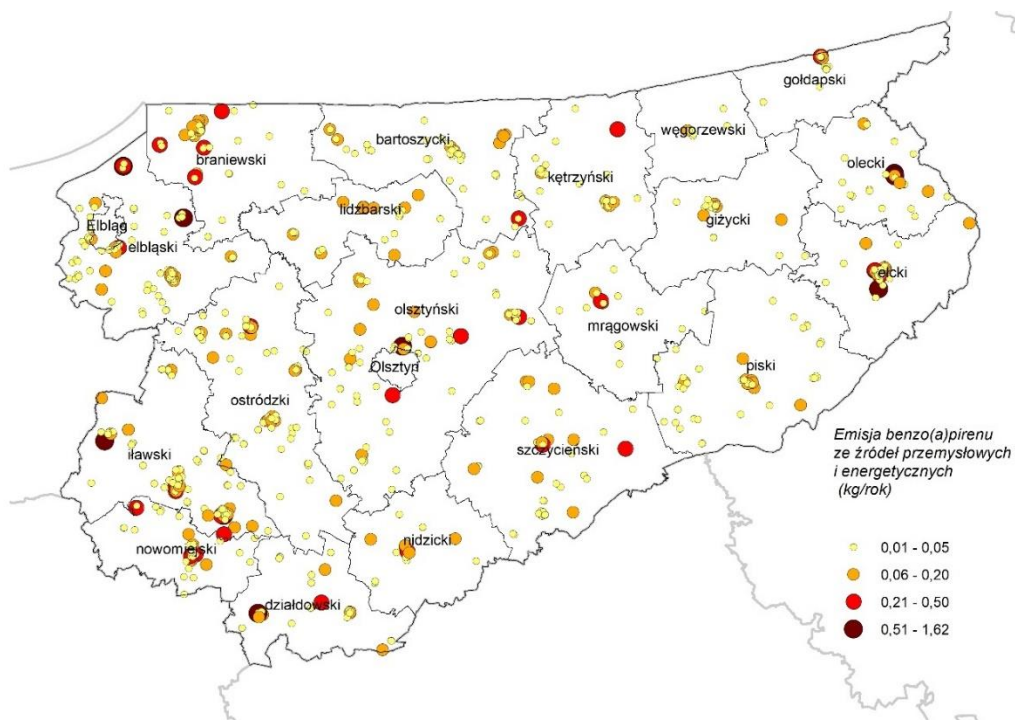 gołdapski
węgorzewski
bartoszycki
braniewski
olecki
kętrzyński
lidzbarski
giżycki
Elbląg
elbląski
ełcki
olsztyński
mrągowski
Olsztyn
piski
ostródzki
iławski
szczycieński
nowomiejski
nidzicki
działdowski
Emisja benzo(a)pirenu
ze źródeł przemysłowych
i energetycznych
(kg/rok)
0,01 - 0,05
0,06 - 0,20
0,21 - 0,50
0,51 - 1,62